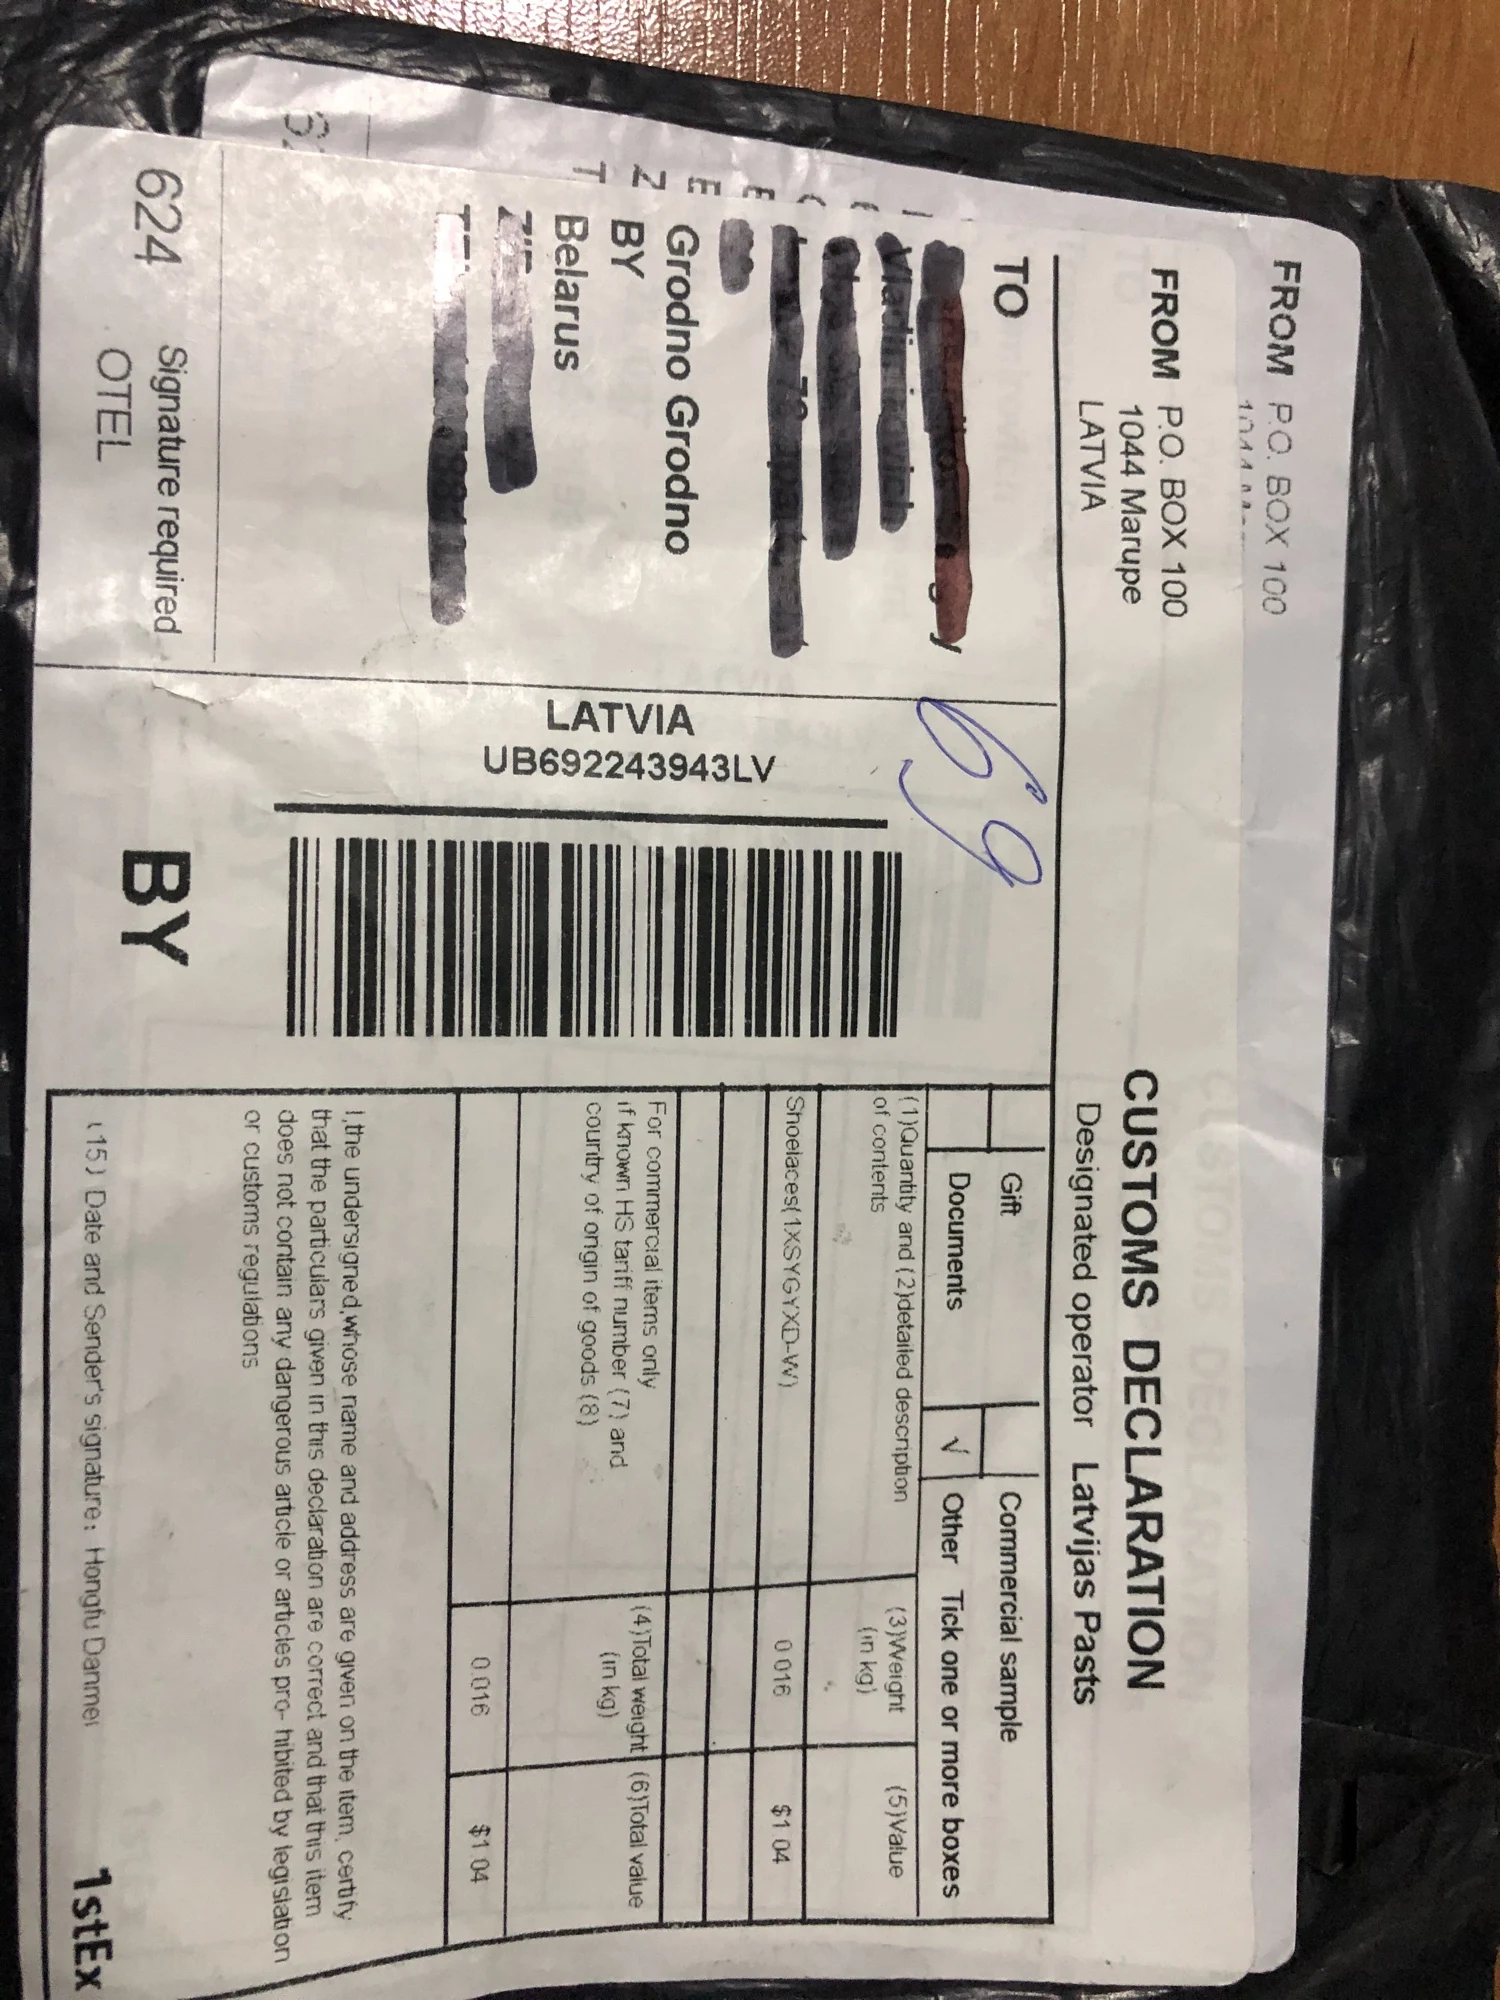 FROM P.O. BOX 100
FROM P.O. BOX 100
1044 Marupe
LATVIA
CUSTOMS DECLARATION
Designated operator Latvijas Pasts
TO
Grodno Grodno
BY
Belarus
624 Signature required
OTEL
69
LATVIA
UB692243943LV
BY
Gift
Commercial sample
Documents
√ Other Tick one or more boxes
(1)Quantity and (2)detailed description
of contents
(3)Weight
(in kg)
(5)Value
Shoelaces(1XSYGYXD-W) 0.016 $1.04
For commercial items only
if known HS tariff number (7) and
country of origin of goods (8)
(4)Total weight
(in kg)
(6)Total value
0.016 $1.04
I,the undersigned,whose name and address are given on the item, certify
that the particulars given in this declaration are correct and that this item
does not contain any dangerous article or articles pro- hibited by legislation
or customs regulations
(15) Date and Sender's signature: Hongfu Danmei
1stEx